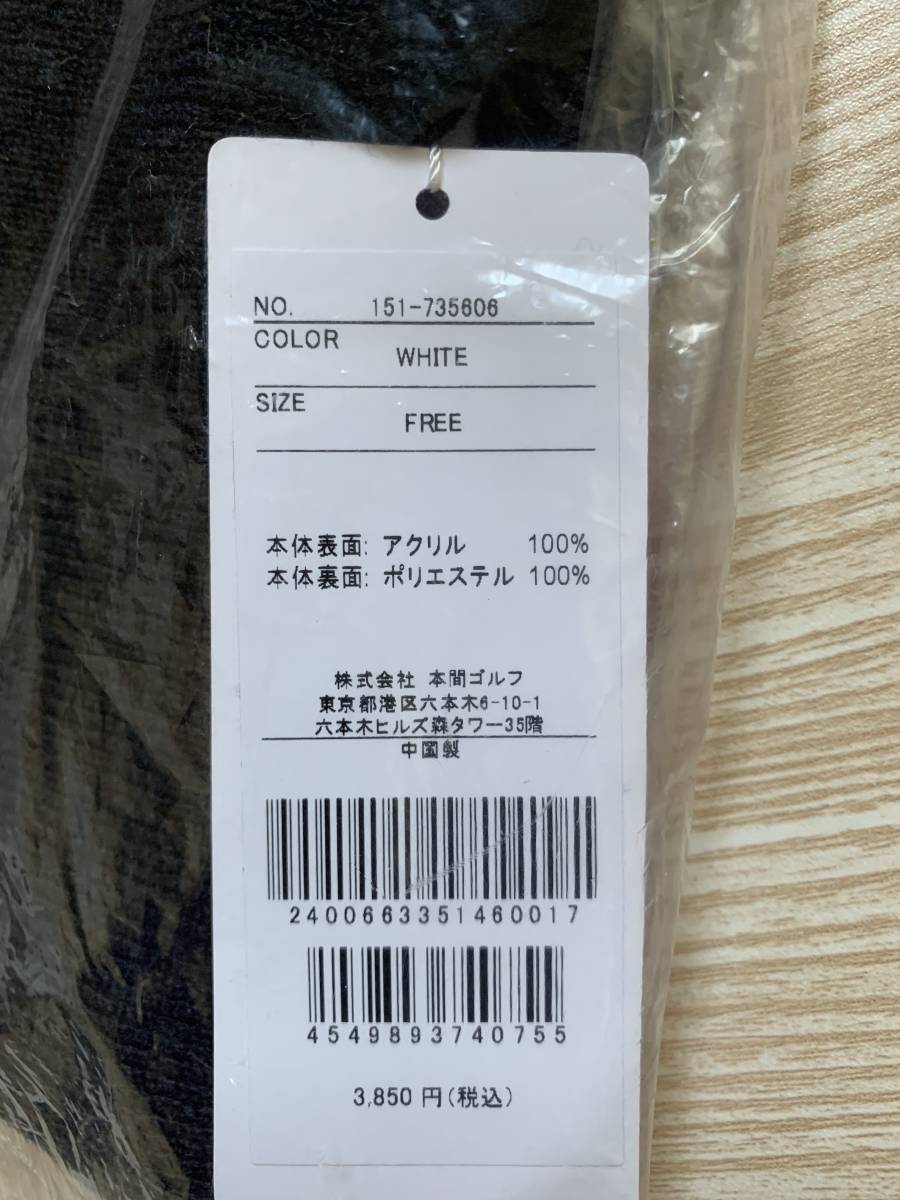 NO. 151-735606
COLOR
WHITE
SIZE
FREE
本体表面: アクリル 100%
本体裏面: ポリエステル 100%
株式会社 本間ゴルフ
東京都港区六本木6-10-1
六本木ヒルズ森タワー35階
中国製
2400663351460017
4549893740755
3,850 円(税込)